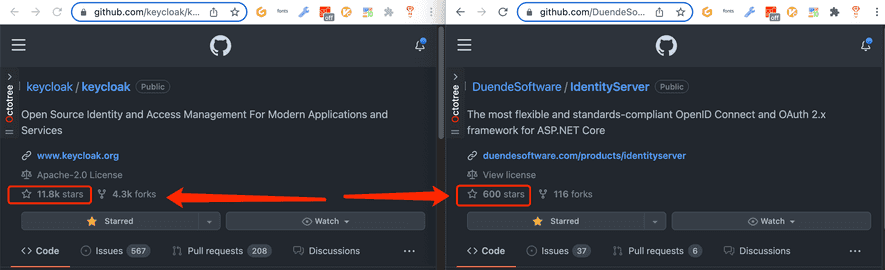 github.com/keycloak/k...
fonts
off
Octotree
keycloak / keycloak Public
Open Source Identity and Access Management For Modern Applications and
Services
www.keycloak.org
Apache-2.0 License
11.8k stars 4.3k forks
Starred Watch
Code Issues 567 Pull requests 208 Discussions ...
github.com/DuendeSo...
fonts
off
Octotree
DuendeSoftware / IdentityServer Public
The most flexible and standards-compliant OpenID Connect and OAuth 2.x
framework for ASP.NET Core
duendesoftware.com/products/identityserver
View license
600 stars 116 forks
Starred Watch
Code Issues 37 Pull requests 6 Discussions ...